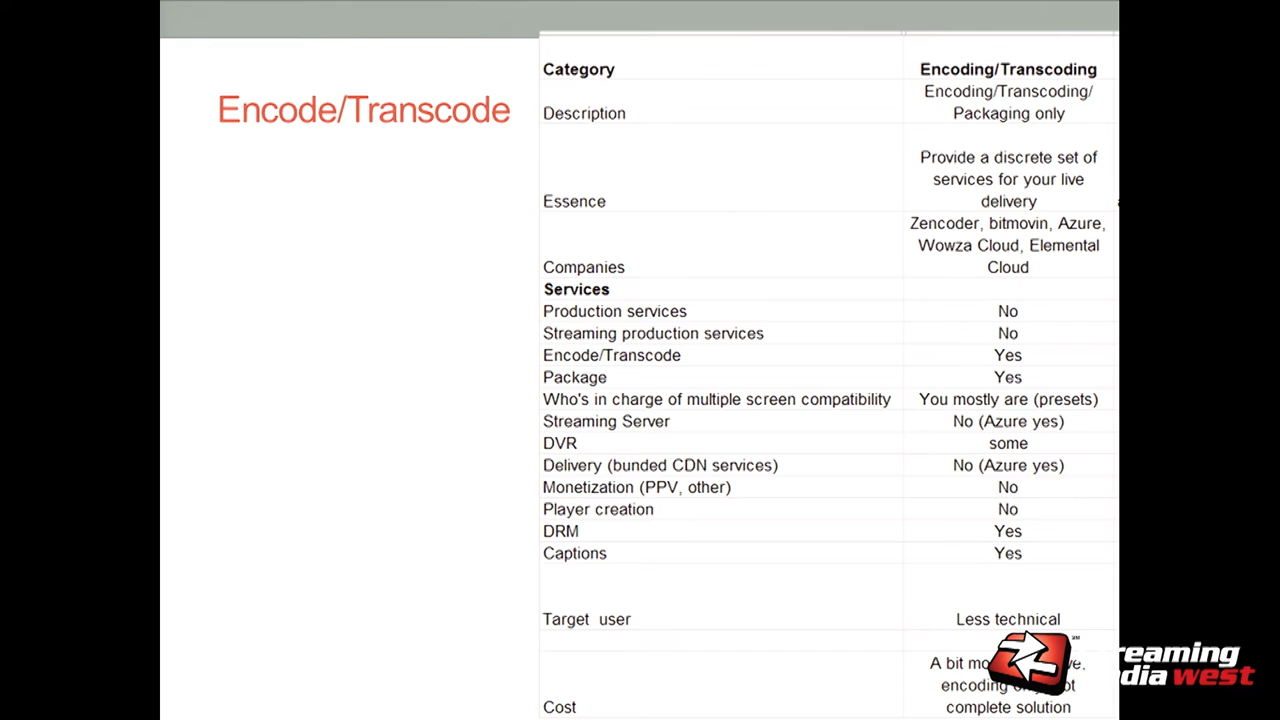 Encode/Transcode
Category Encoding/Transcoding
Description Encoding/Transcoding/
Packaging only
Essence Provide a discrete set of
services for your live
delivery
Companies Zencoder, bitmovin, Azure,
Wowza Cloud, Elemental
Cloud
Services
Production services No
Streaming production services No
Encode/Transcode Yes
Package Yes
Who's in charge of multiple screen compatibility You mostly are (presets)
Streaming Server No (Azure yes)
DVR some
Delivery (bunded CDN services) No (Azure yes)
Monetization (PPV, other) No
Player creation No
DRM Yes
Captions Yes
Target user Less technical
Cost A bit
encoding
complete solution
reaming
dia west